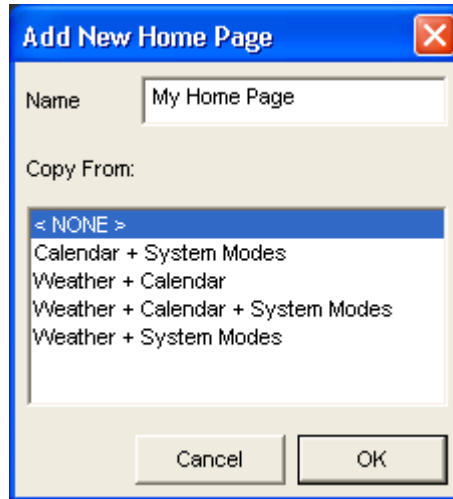 Add New Home Page
Name My Home Page
Copy From:
< NONE >
Calendar + System Modes
Weather + Calendar
Weather + Calendar + System Modes
Weather + System Modes
Cancel OK